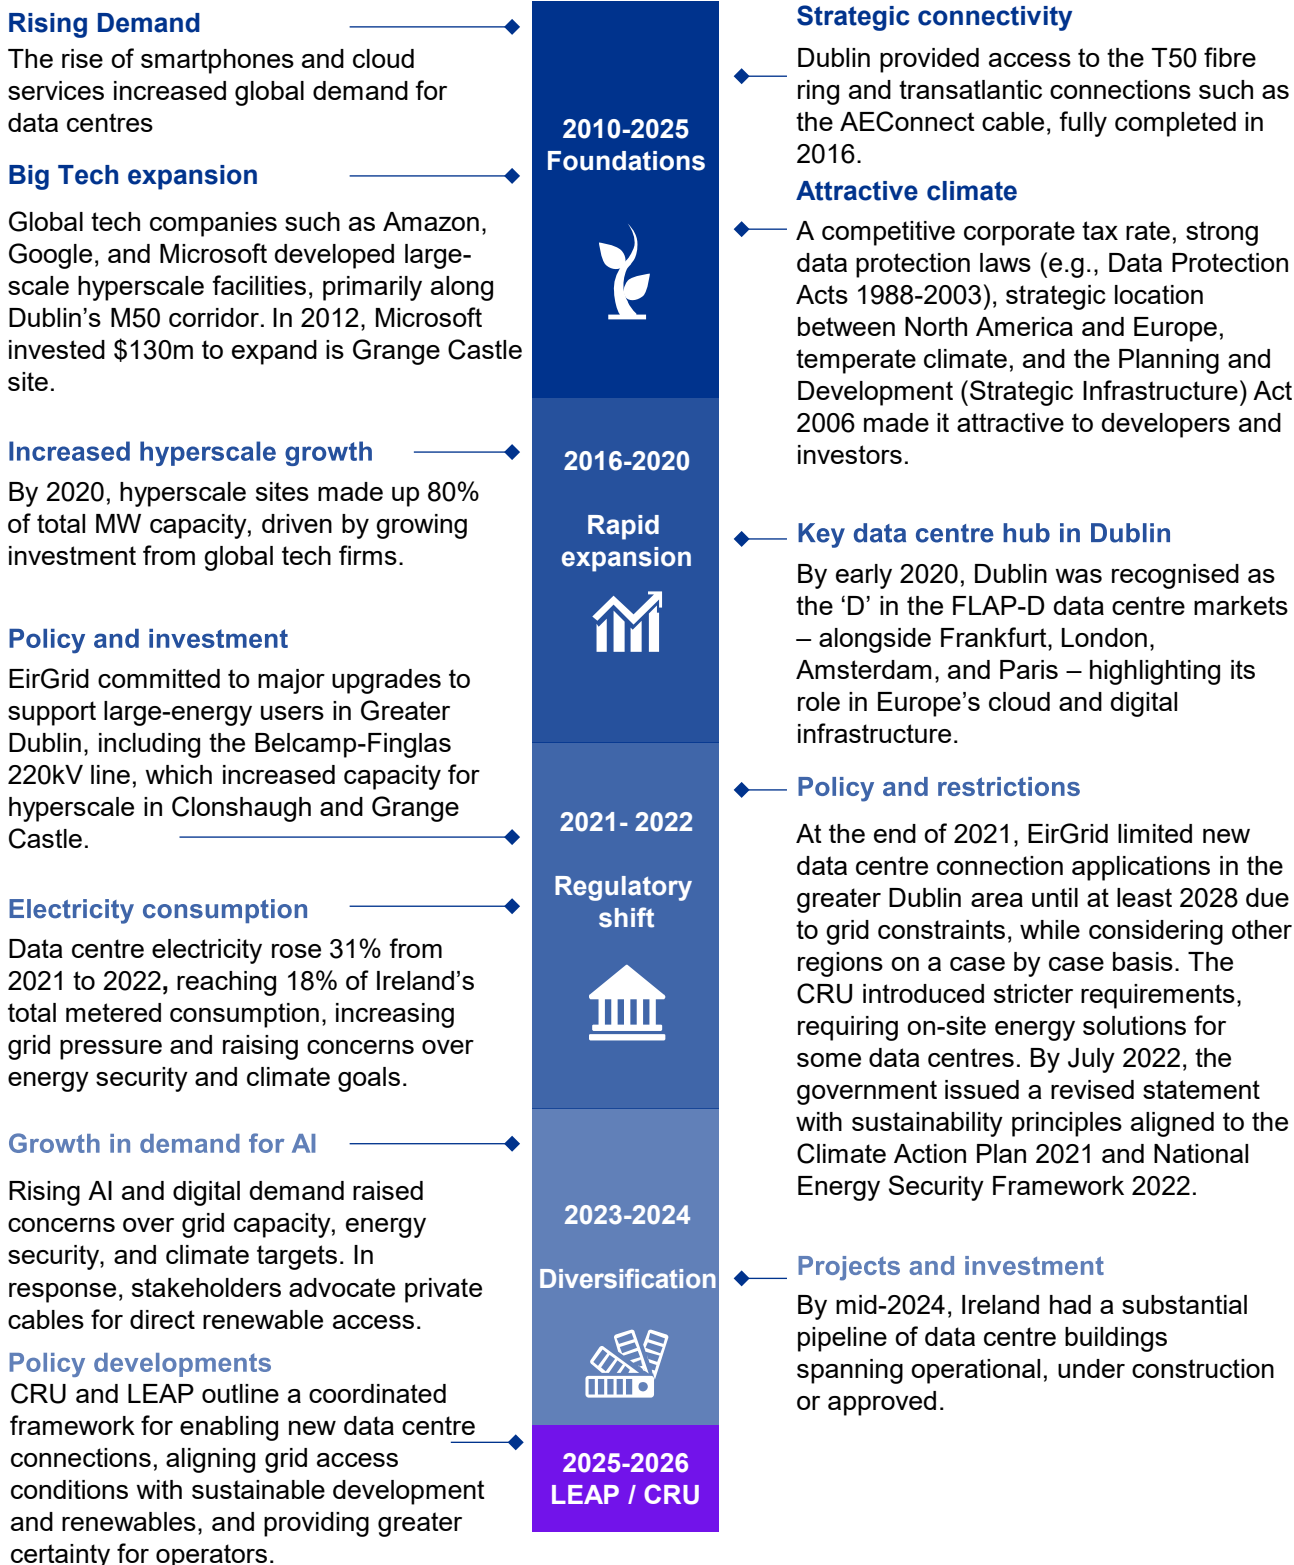 Rising Demand
The rise of smartphones and cloud
services increased global demand for
data centres
Big Tech expansion
Global tech companies such as Amazon,
Google, and Microsoft developed large-
scale hyperscale facilities, primarily along
Dublin's M50 corridor. In 2012, Microsoft
invested $130m to expand is Grange Castle
site.
Increased hyperscale growth
By 2020, hyperscale sites made up 80%
of total MW capacity, driven by growing
investment from global tech firms.
Policy and investment
EirGrid committed to major upgrades to
support large-energy users in Greater
Dublin, including the Belcamp-Finglas
220kV line, which increased capacity for
hyperscale in Clonshaugh and Grange
Castle.
Electricity consumption
Data centre electricity rose 31% from
2021 to 2022, reaching 18% of Ireland's
total metered consumption, increasing
grid pressure and raising concerns over
energy security and climate goals.
Growth in demand for AI
Rising AI and digital demand raised
concerns over grid capacity, energy
security, and climate targets. In
response, stakeholders advocate private
cables for direct renewable access.
Policy developments
CRU and LEAP outline a coordinated
framework for enabling new data centre
connections, aligning grid access
conditions with sustainable development
and renewables, and providing greater
certainty for operators.
2010-2025
Foundations
2016-2020
Rapid
expansion
2021- 2022
Regulatory
shift
2023-2024
Diversification
2025-2026
LEAP / CRU
Strategic connectivity
Dublin provided access to the T50 fibre
ring and transatlantic connections such as
the AEConnect cable, fully completed in
2016.
Attractive climate
A competitive corporate tax rate, strong
data protection laws (e.g., Data Protection
Acts 1988-2003), strategic location
between North America and Europe,
temperate climate, and the Planning and
Development (Strategic Infrastructure) Act
2006 made it attractive to developers and
investors.
Key data centre hub in Dublin
By early 2020, Dublin was recognised as
the ‘D’ in the FLAP-D data centre markets
– alongside Frankfurt, London,
Amsterdam, and Paris – highlighting its
role in Europe's cloud and digital
infrastructure.
Policy and restrictions
At the end of 2021, EirGrid limited new
data centre connection applications in the
greater Dublin area until at least 2028 due
to grid constraints, while considering other
regions on a case by case basis. The
CRU introduced stricter requirements,
requiring on-site energy solutions for
some data centres. By July 2022, the
government issued a revised statement
with sustainability principles aligned to the
Climate Action Plan 2021 and National
Energy Security Framework 2022.
Projects and investment
By mid-2024, Ireland had a substantial
pipeline of data centre buildings
spanning operational, under construction
or approved.